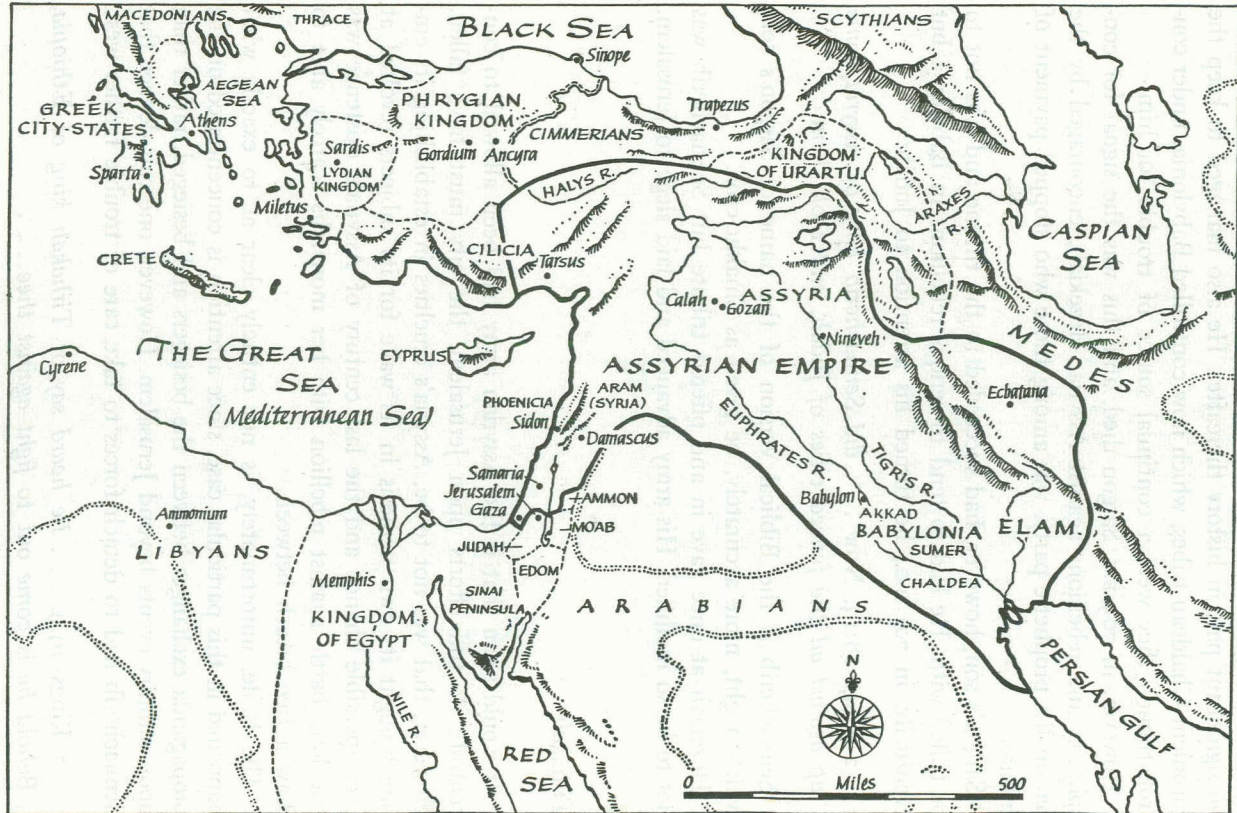 MACEDONIANS
THRACE
BLACK SEA
Sinope
SCYTHIANS
AEGEAN
SEA
GREEK
CITY-STATES
Athens
Sparta
PHRYGIAN
KINGDOM
Gordium
Ancyra
CIMMERIANS
Trapezus
Sardis
LYDIAN
KINGDOM
Miletus
HALYS R.
KINGDOM
OF URARTU
ARAXES
R.
CASPIAN
SEA
CRETE
CILICIA
Tarsus
Calah
Gozan
ASSYRIA
Nineveh
MEDES
Cyrene
THE GREAT
SEA
(Mediterranean Sea)
CYPRUS
ASSYRIAN EMPIRE
Ecbatana
PHOENICIA
Sidon
ARAM
(SYRIA)
Damascus
EUPHRATES R.
TIGRIS R.
Samaria
Jerusalem
Gaza
AMMON
MOAB
JUDAH
EDOM
Babylon
AKKAD
BABYLONIA
SUMER
CHALDEA
ELAM
Ammonium
LIBYANS
Memphis
KINGDOM
OF EGYPT
SINAI
PENINSULA
ARABIANS
NILE R.
RED
SEA
PERSIAN GULF
N
0 Miles 500